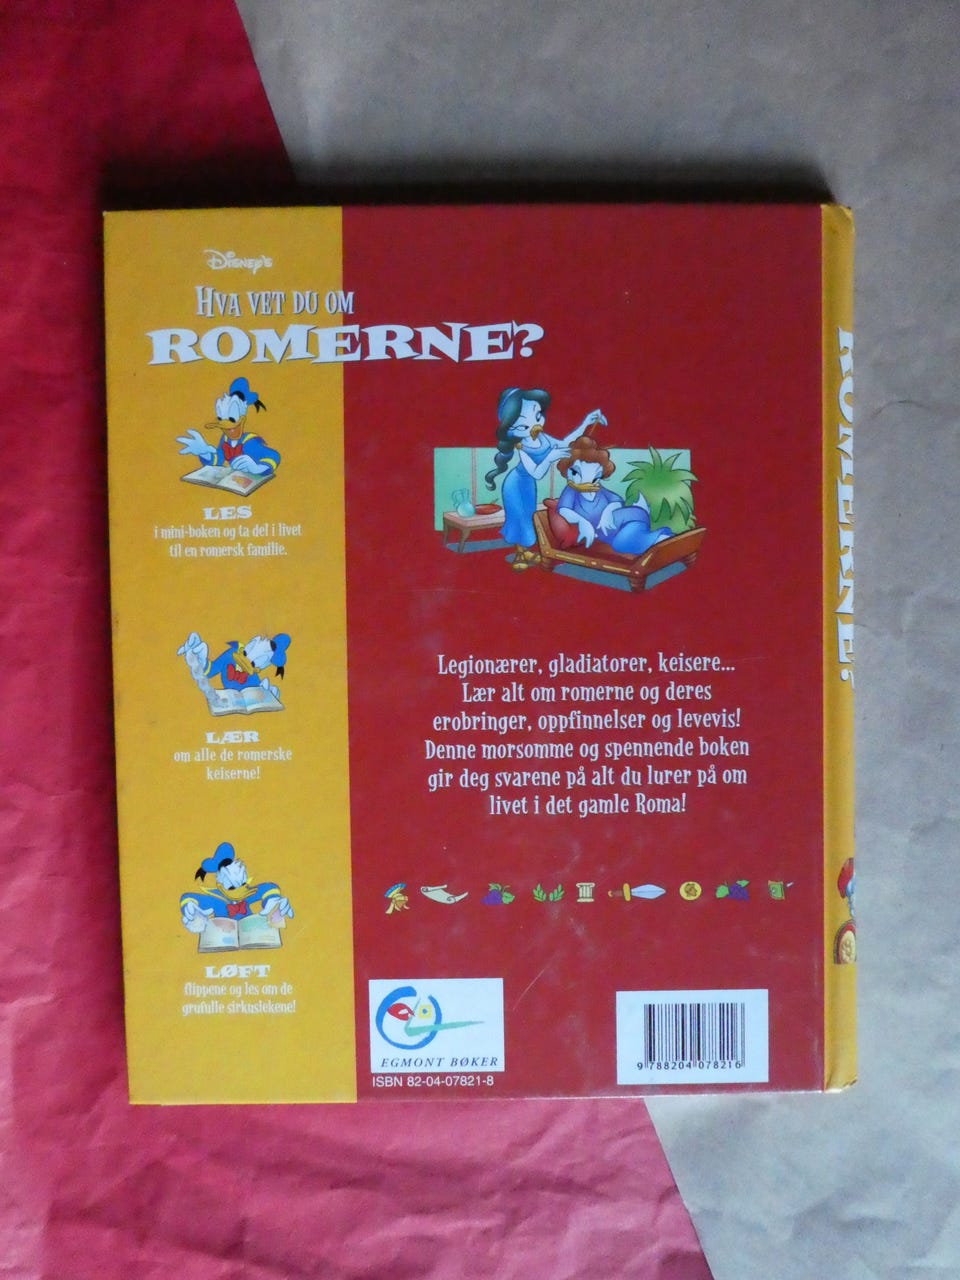 Disney's
HVA VET DU OM
ROMERNE?
LES
i mini-boken og ta del i livet
til en romersk familie.
LÆR
om alle de romerske
keiserne!
LØFT
flippene og les om de
grufulle sirkuslekene!
Legionærer, gladiatorer, keisere...
Lær alt om romerne og deres
erobringer, oppfinnelser og levevis!
Denne morsomme og spennende boken
gir deg svarene på alt du lurer på om
livet i det gamle Roma!
EGMONT BØKER
ISBN 82-04-07821-8
9 788204 078216
ROMERNE?